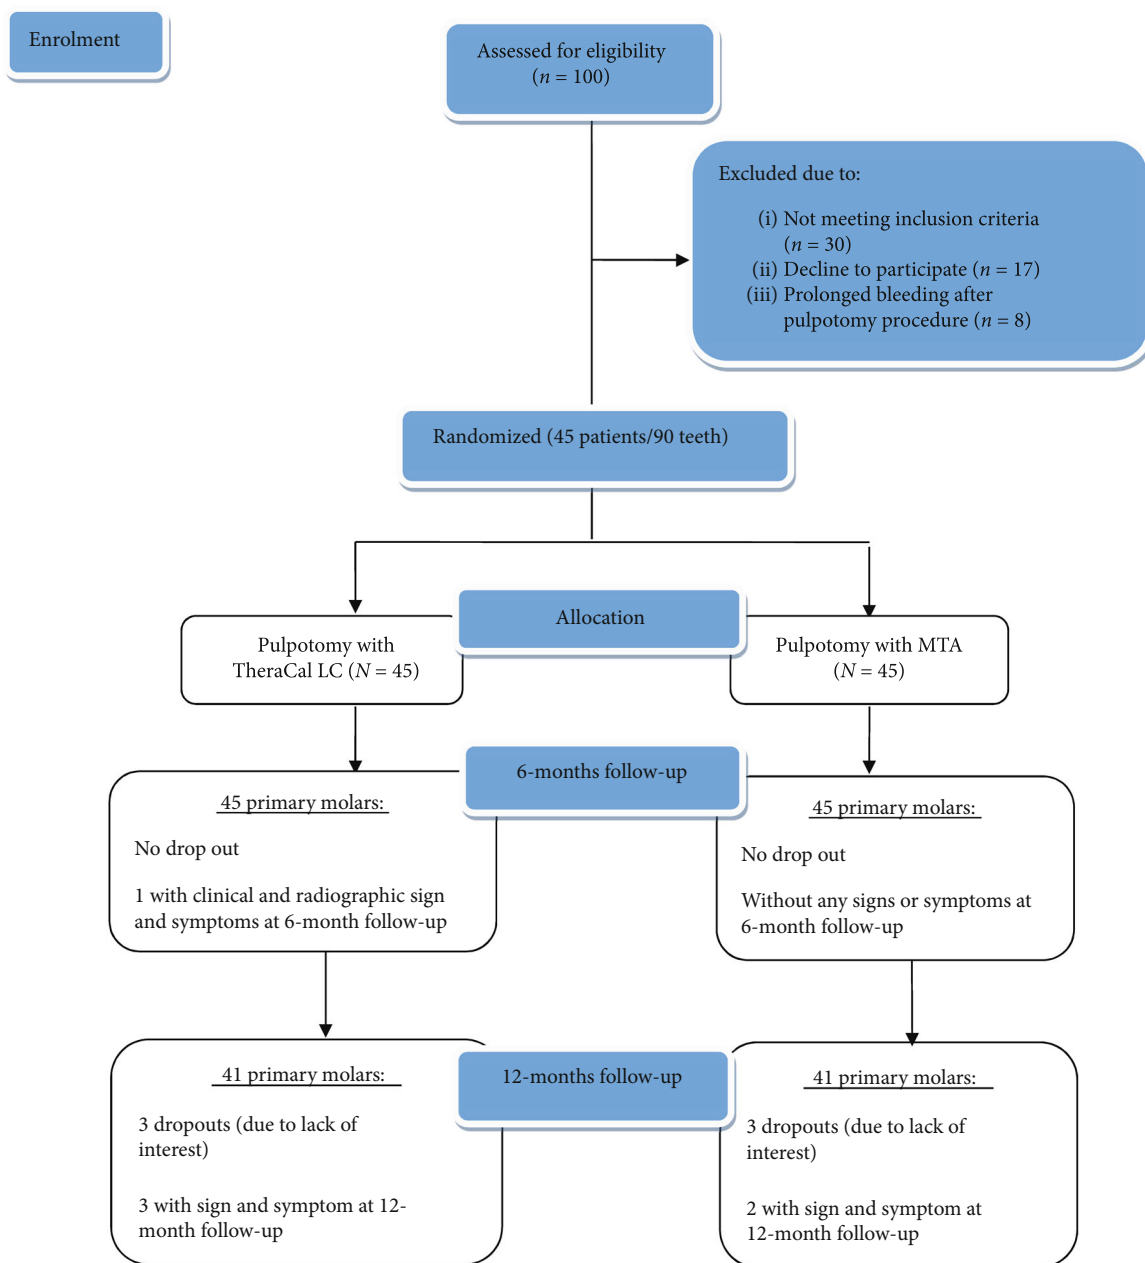 Enrolment
Assessed for eligibility
(n = 100)
Excluded due to:
(i) Not meeting inclusion criteria
(n = 30)
(ii) Decline to participate (n = 17)
(iii) Prolonged bleeding after
pulpotomy procedure (n = 8)
Randomized (45 patients/90 teeth)
Allocation
Pulpotomy with
TheraCal LC (N = 45)
Pulpotomy with MTA
(N = 45)
6-months follow-up
45 primary molars:
No drop out
1 with clinical and radiographic sign
and symptoms at 6-month follow-up
45 primary molars:
No drop out
Without any signs or symptoms at
6-month follow-up
12-months follow-up
41 primary molars:
3 dropouts (due to lack of
interest)
3 with sign and symptom at 12-
month follow-up
41 primary molars:
3 dropouts (due to lack of
interest)
2 with sign and symptom at
12-month follow-up